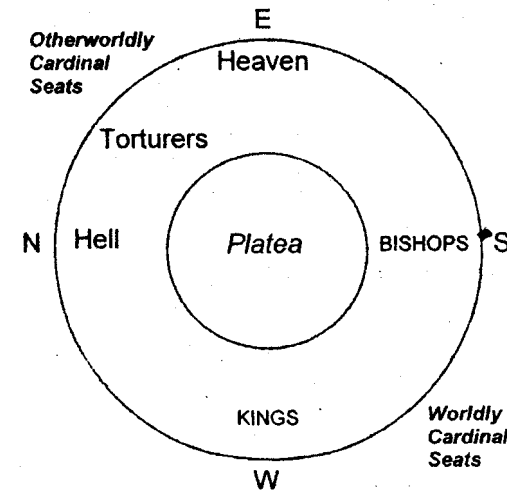 E
Otherworldly
Cardinal
Seats
Heaven
Torturers
N
Hell
Platea
BISHOPS
S
KINGS
Worldly
Cardinal
Seats
W